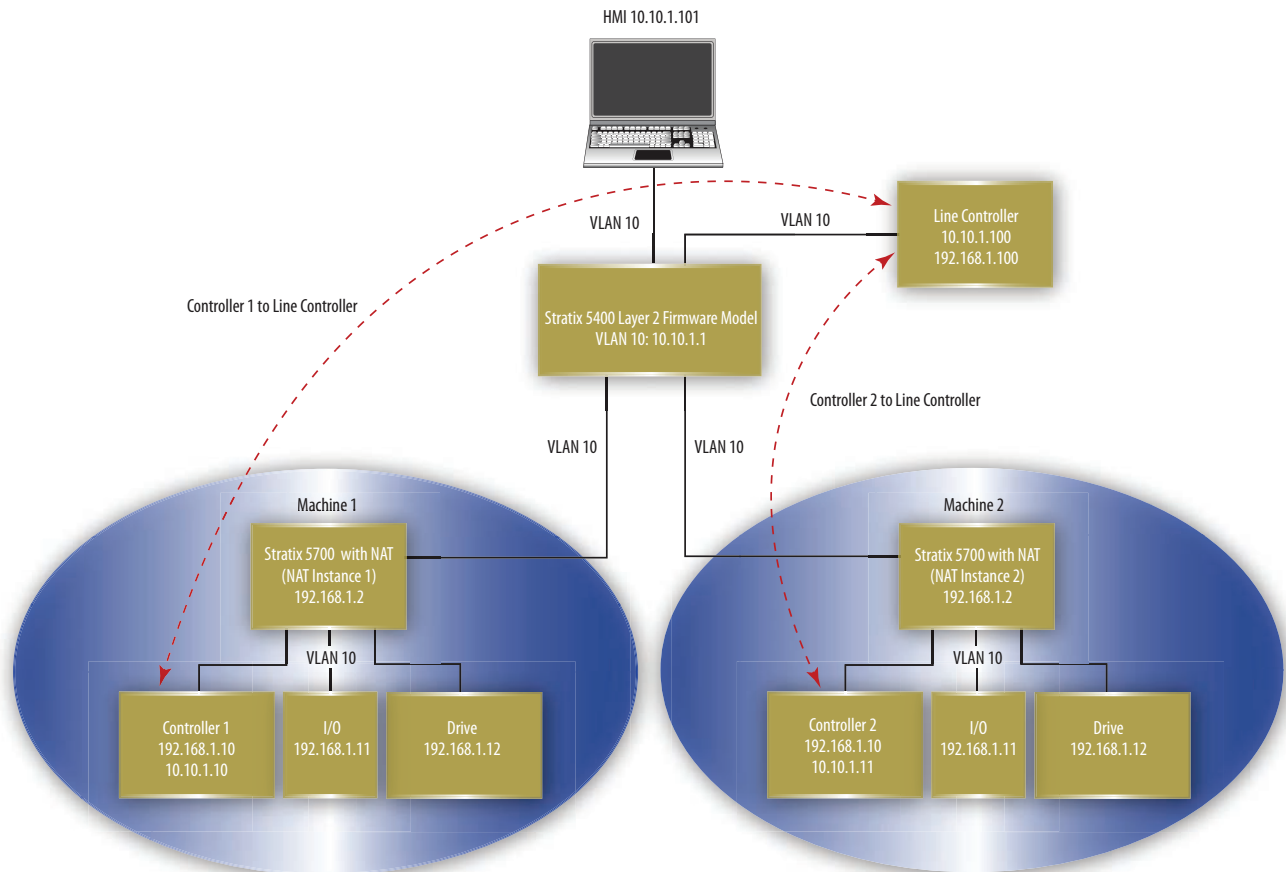 HMI 10.10.1.101
VLAN 10
VLAN 10
Line Controller
10.10.1.100
192.168.1.100
Controller 1 to Line Controller
Stratix 5400 Layer 2 Firmware Model
VLAN 10: 10.10.1.1
Controller 2 to Line Controller
VLAN 10
VLAN 10
Machine 1
Stratix 5700 with NAT
(NAT Instance 1)
192.168.1.2
VLAN 10
Controller 1
192.168.1.10
10.10.1.10
I/O
192.168.1.11
Drive
192.168.1.12
Machine 2
Stratix 5700 with NAT
(NAT Instance 2)
192.168.1.2
VLAN 10
Controller 2
192.168.1.10
10.10.1.11
I/O
192.168.1.11
Drive
192.168.1.12